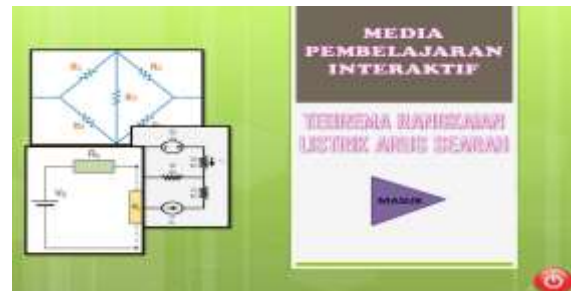 MEDIA
PEMBELAJARAN
INTERAKTIF
TEOREMA RANGKAIAN
LISTRIK ARUS SEARAH
MASUK